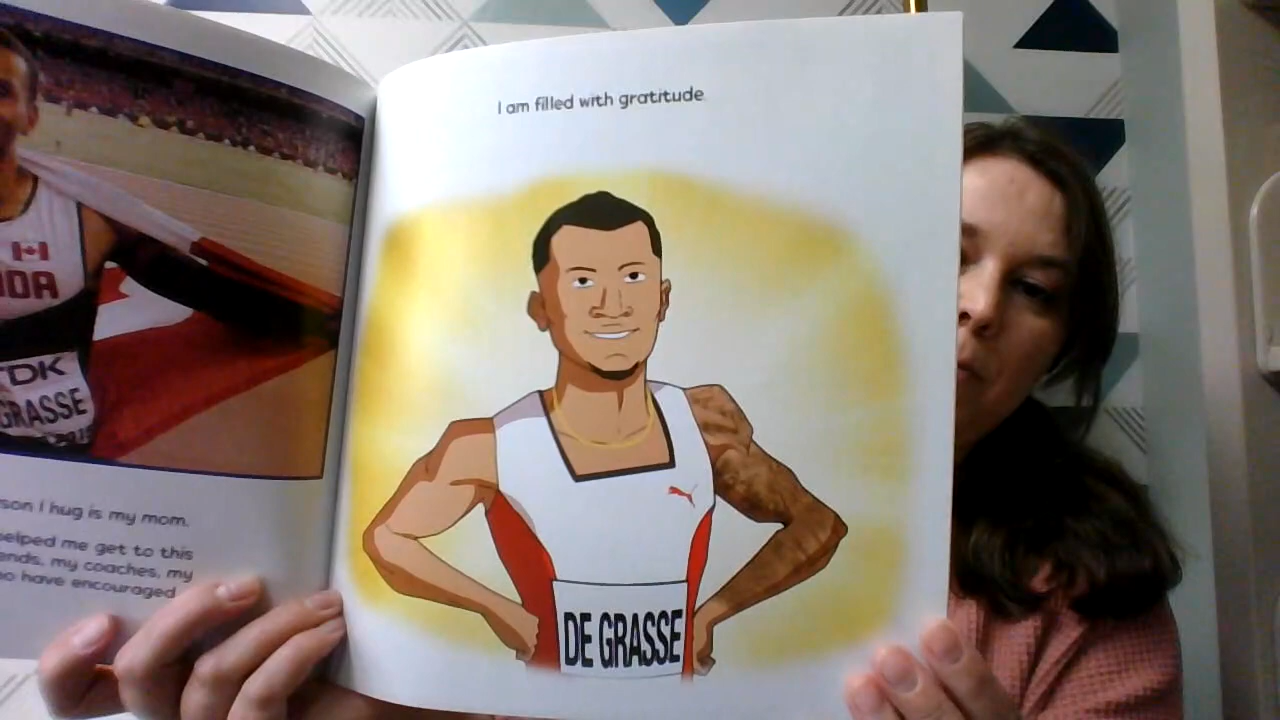 TDK
GRASSE
son I hug is my mom.
helped me get to this
ends, my coaches, my
ho have encouraged
I am filled with gratitude.
DE GRASSE